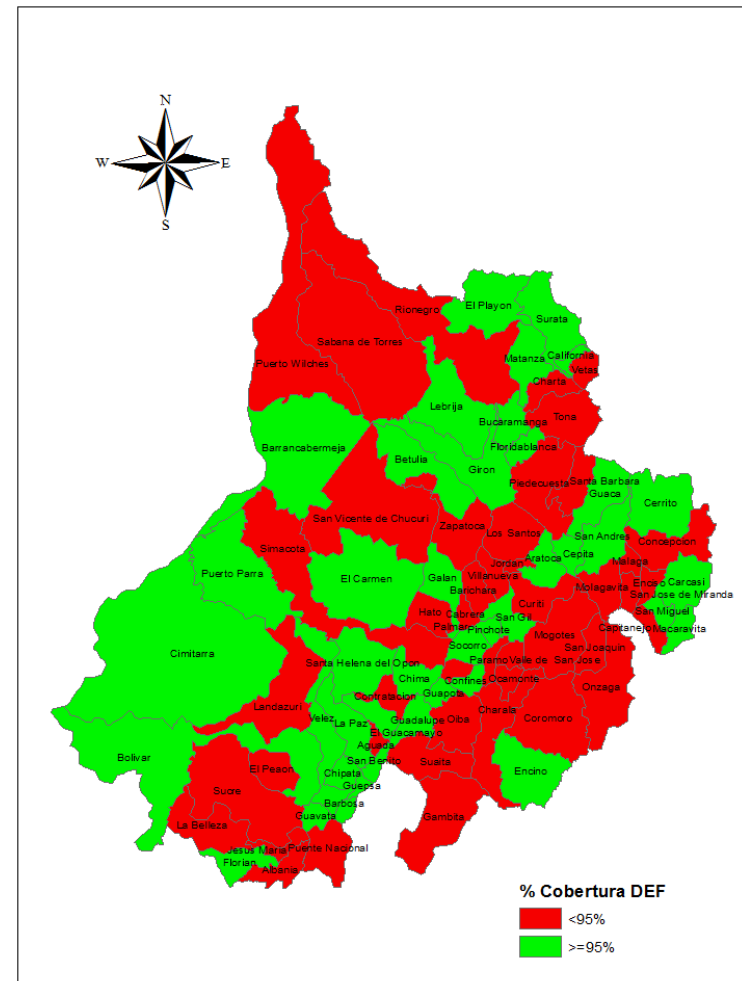 N
W E
S
El Playon
Rionegro
Surata
Sabana de Torres
California
Matanza
Puerto Wilches
Vetas
Charta
Lebrija
Tona
Bucaramanga
Barrancabermeja
Floridablanca
Betulia
Giron
Piedecuesta
Santa Barbara
Guaca
Cerrito
San Vicente de Chucuri
Zapatoca
Los Santos
San Andres
Concepcion
Simacota
Aratoca
Cepita
Jordan
Malaga
Puerto Parra
El Carmen
Galan
Villanueva
Enciso
Carcasi
Barichara
Molagavita
San Jose de Miranda
Curiti
Hato
Cabrera
San Gil
San Miguel
Palmar
Pinchote
Capitanejo
Macaravita
Mogotes
Socorro
San Joaquin
Cimitarra
Paramo
Valle de San Jose
Santa Helena del Opon
Chima
Confines
Ocamonte
Onzaga
Contratacion
Guapota
Landazuri
Charala
Coromoro
Velez
La Paz
Guadalupe
Oiba
El Guacamayo
Aguada
Bolivar
San Benito
Suaita
El Peaon
Chipata
Encino
Guepsa
Sucre
Barbosa
Guavata
Gambita
La Belleza
Jesus Maria
Puente Nacional
Florian
Albania
% Cobertura DEF
<95%
>=95%